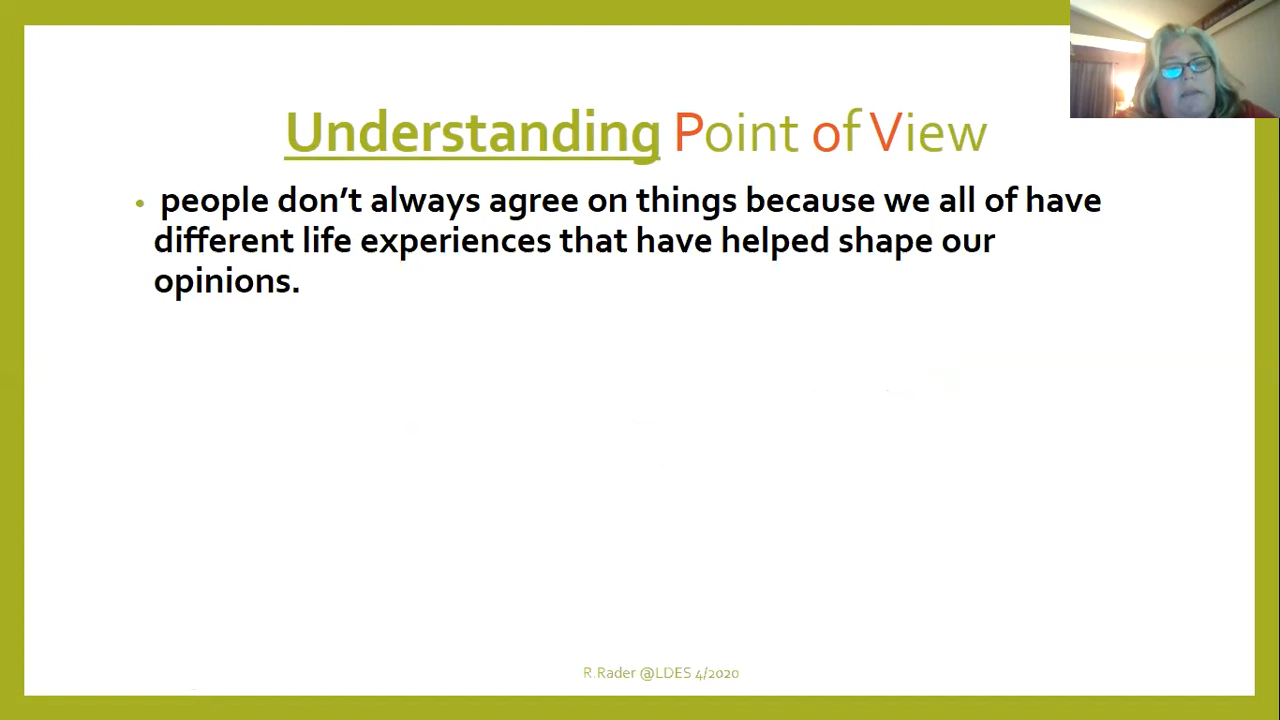 Understanding Point of View
• people don’t always agree on things because we all of have
different life experiences that have helped shape our
opinions.
R.Rader @LDES 4/2020